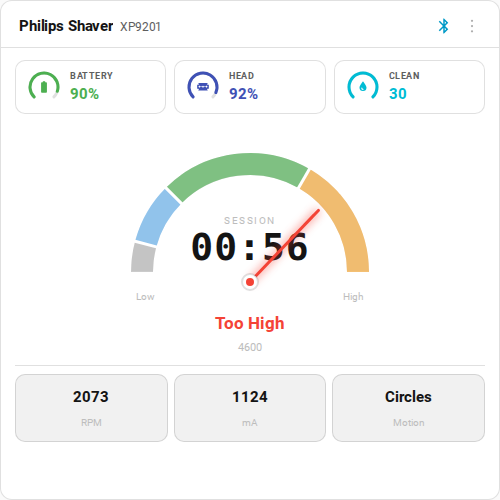 Philips Shaver XP9201
BATTERY
90%
HEAD
92%
CLEAN
30
SESSION
00:56
Low
High
Too High
4600
2073
RPM
1124
mA
Circles
Motion